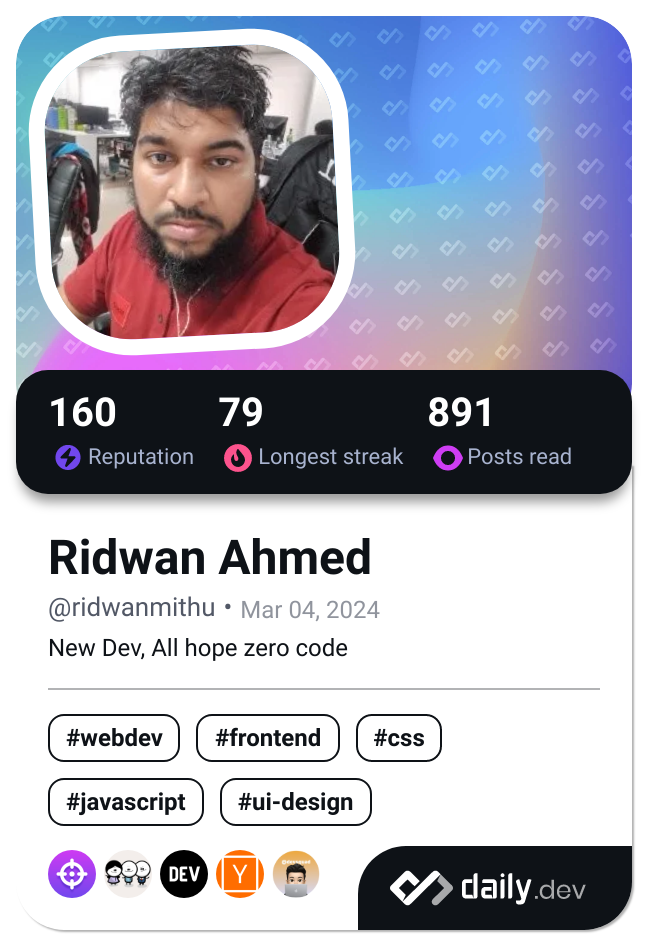 160 79 891
Reputation Longest streak Posts read
Ridwan Ahmed
@ridwanmithu • Mar 04, 2024
New Dev, All hope zero code
#webdev #frontend #css
#javascript #ui-design
DEV Y
daily.dev